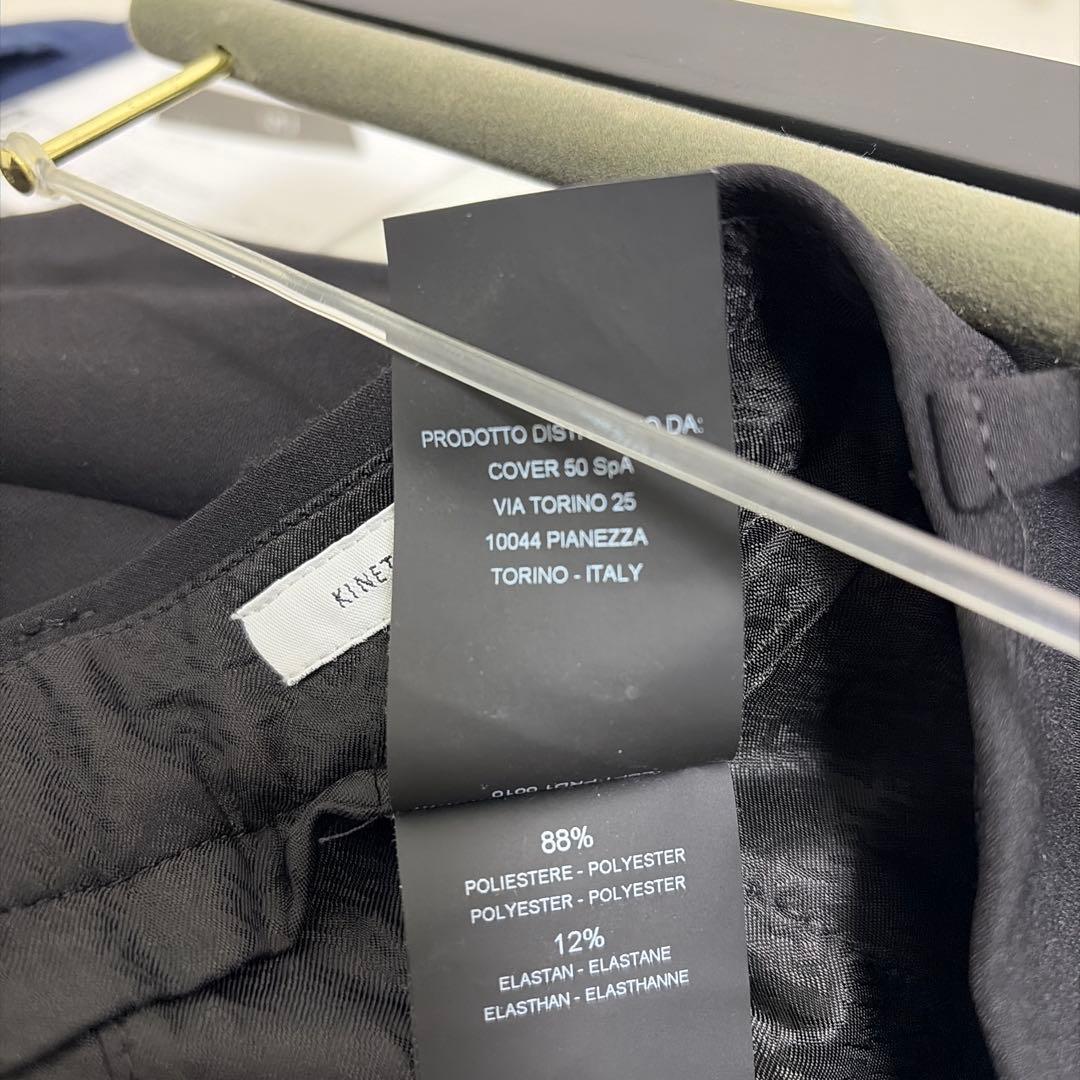 PRODOTTO DA:
COVER 50 SpA
VIA TORINO 25
10044 PIANEZZA
TORINO - ITALY
88%
POLIESTERE - POLYESTER
POLYESTER - POLYESTER
12%
ELASTAN - ELASTANE
ELASTHAN - ELASTHANNE